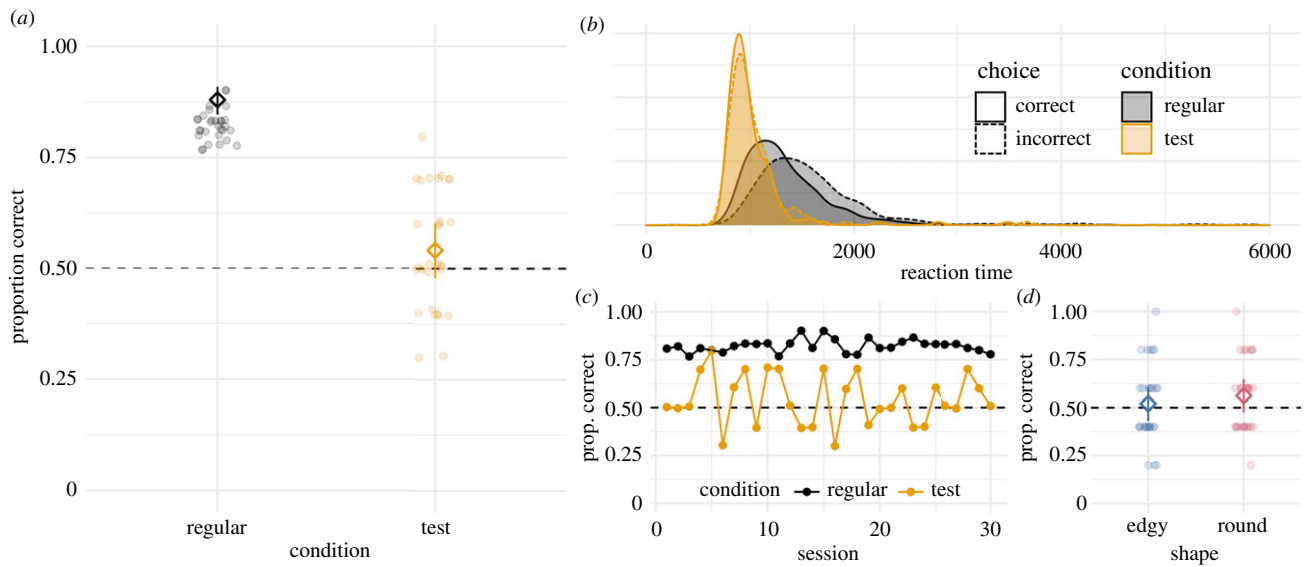 (a)
1.00
0.75
0.50
0.25
0
proportion correct
regular
test
condition
(b)
choice
condition
correct
regular
incorrect
test
0
2000
4000
6000
reaction time
(c)
1.00
0.75
0.50
0.25
0
prop. correct
condition
regular
test
0
10
20
30
session
(d)
1.00
0.75
0.50
0.25
0
prop. correct
edgy
round
shape